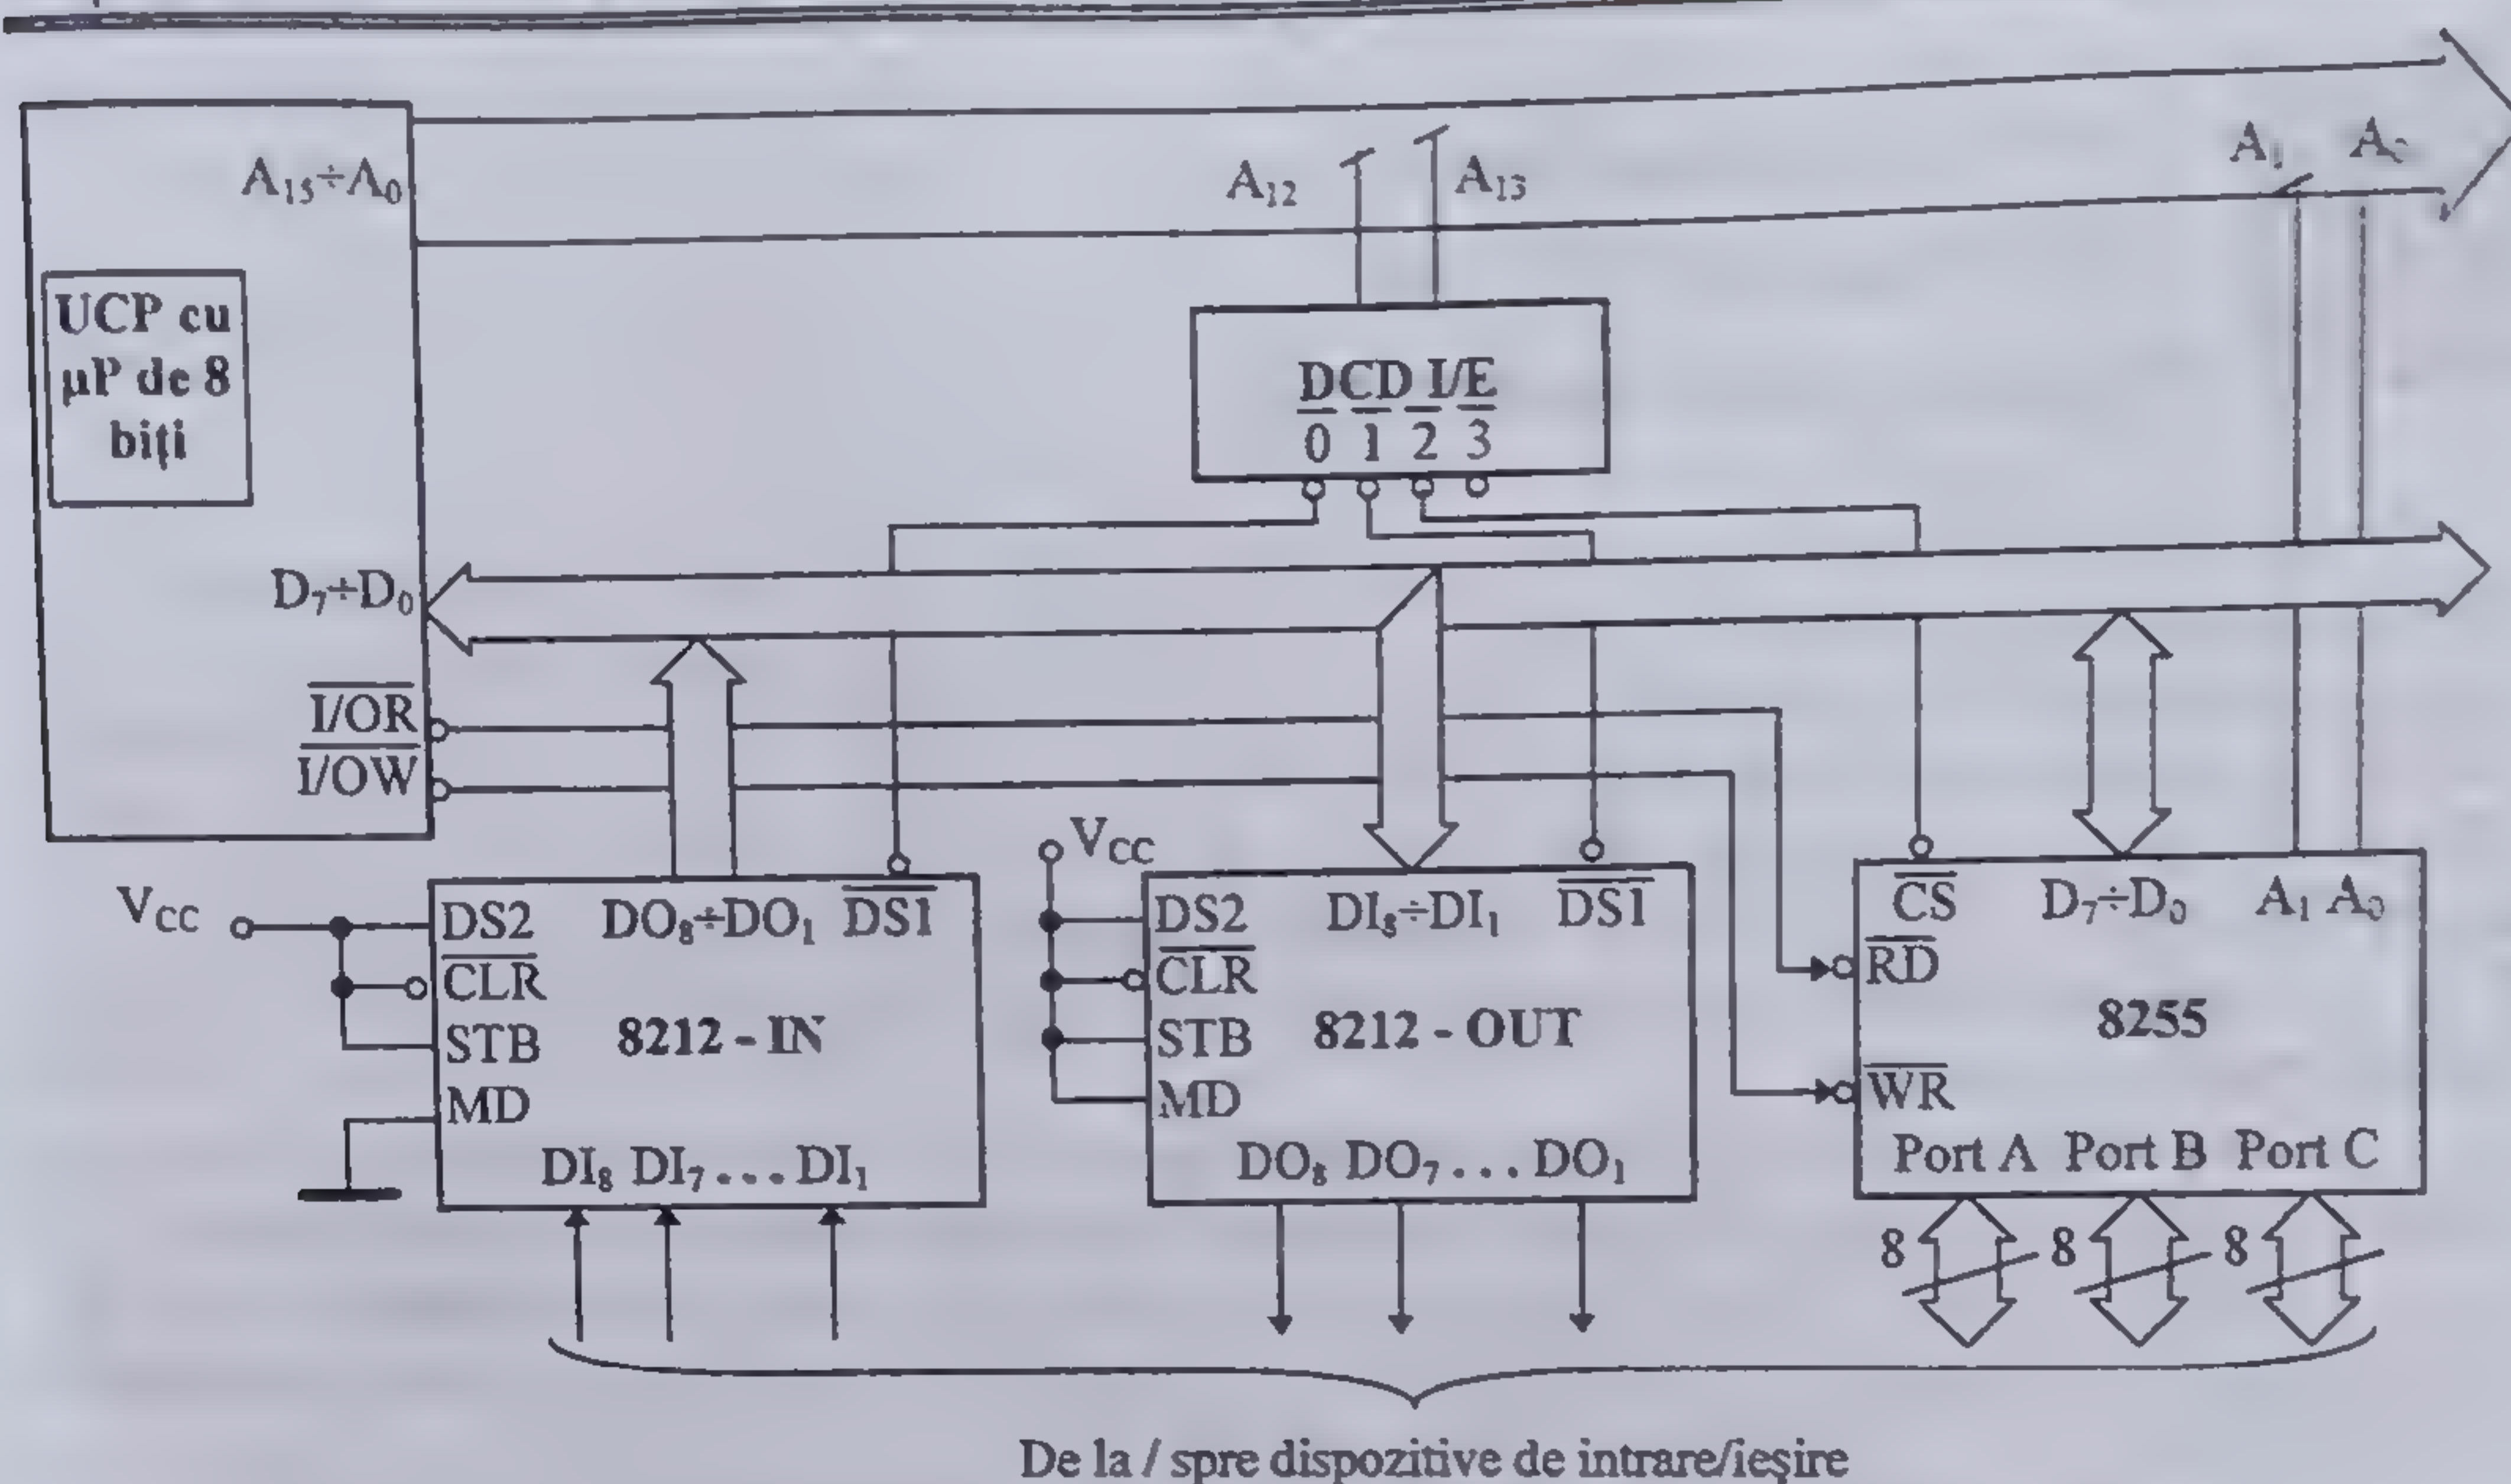 A₁₅÷A₀
A₁₂
A₁₃
A₁
UCP cu
µP de 8
biți
DCD I/E
0̅ 1̅ 2̅ 3̅
D₇÷D₀
I/OR
I/OW
V_CC
DS2
DO₈÷DO₁
DS1
CLR
STB
MD
8212 - IN
DI₈ DI₇ . . . DI₁
V_CC
DS2
DI₈÷DI₁
DS1
CLR
STB
MD
8212 - OUT
DO₈ DO₇ . . . DO₁
CS
D₇÷D₀
A₁ A₀
RD
8255
WR
Port A Port B Port C
8 8 8
De la / spre dispozitive de intrare/ieșire